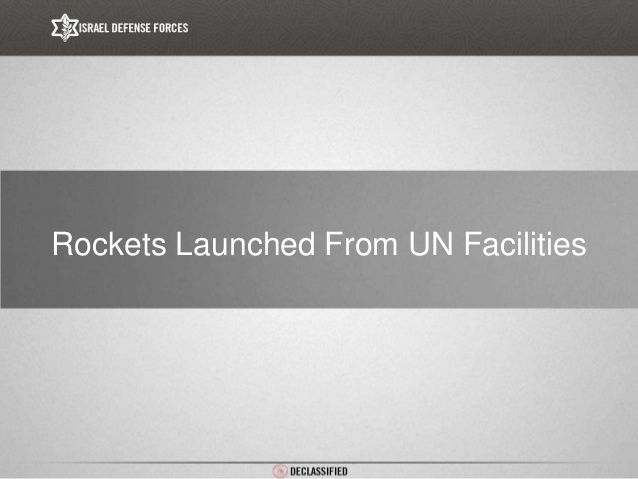 ISRAEL DEFENSE FORCES
Rockets Launched From UN Facilities
DECLASSIFIED